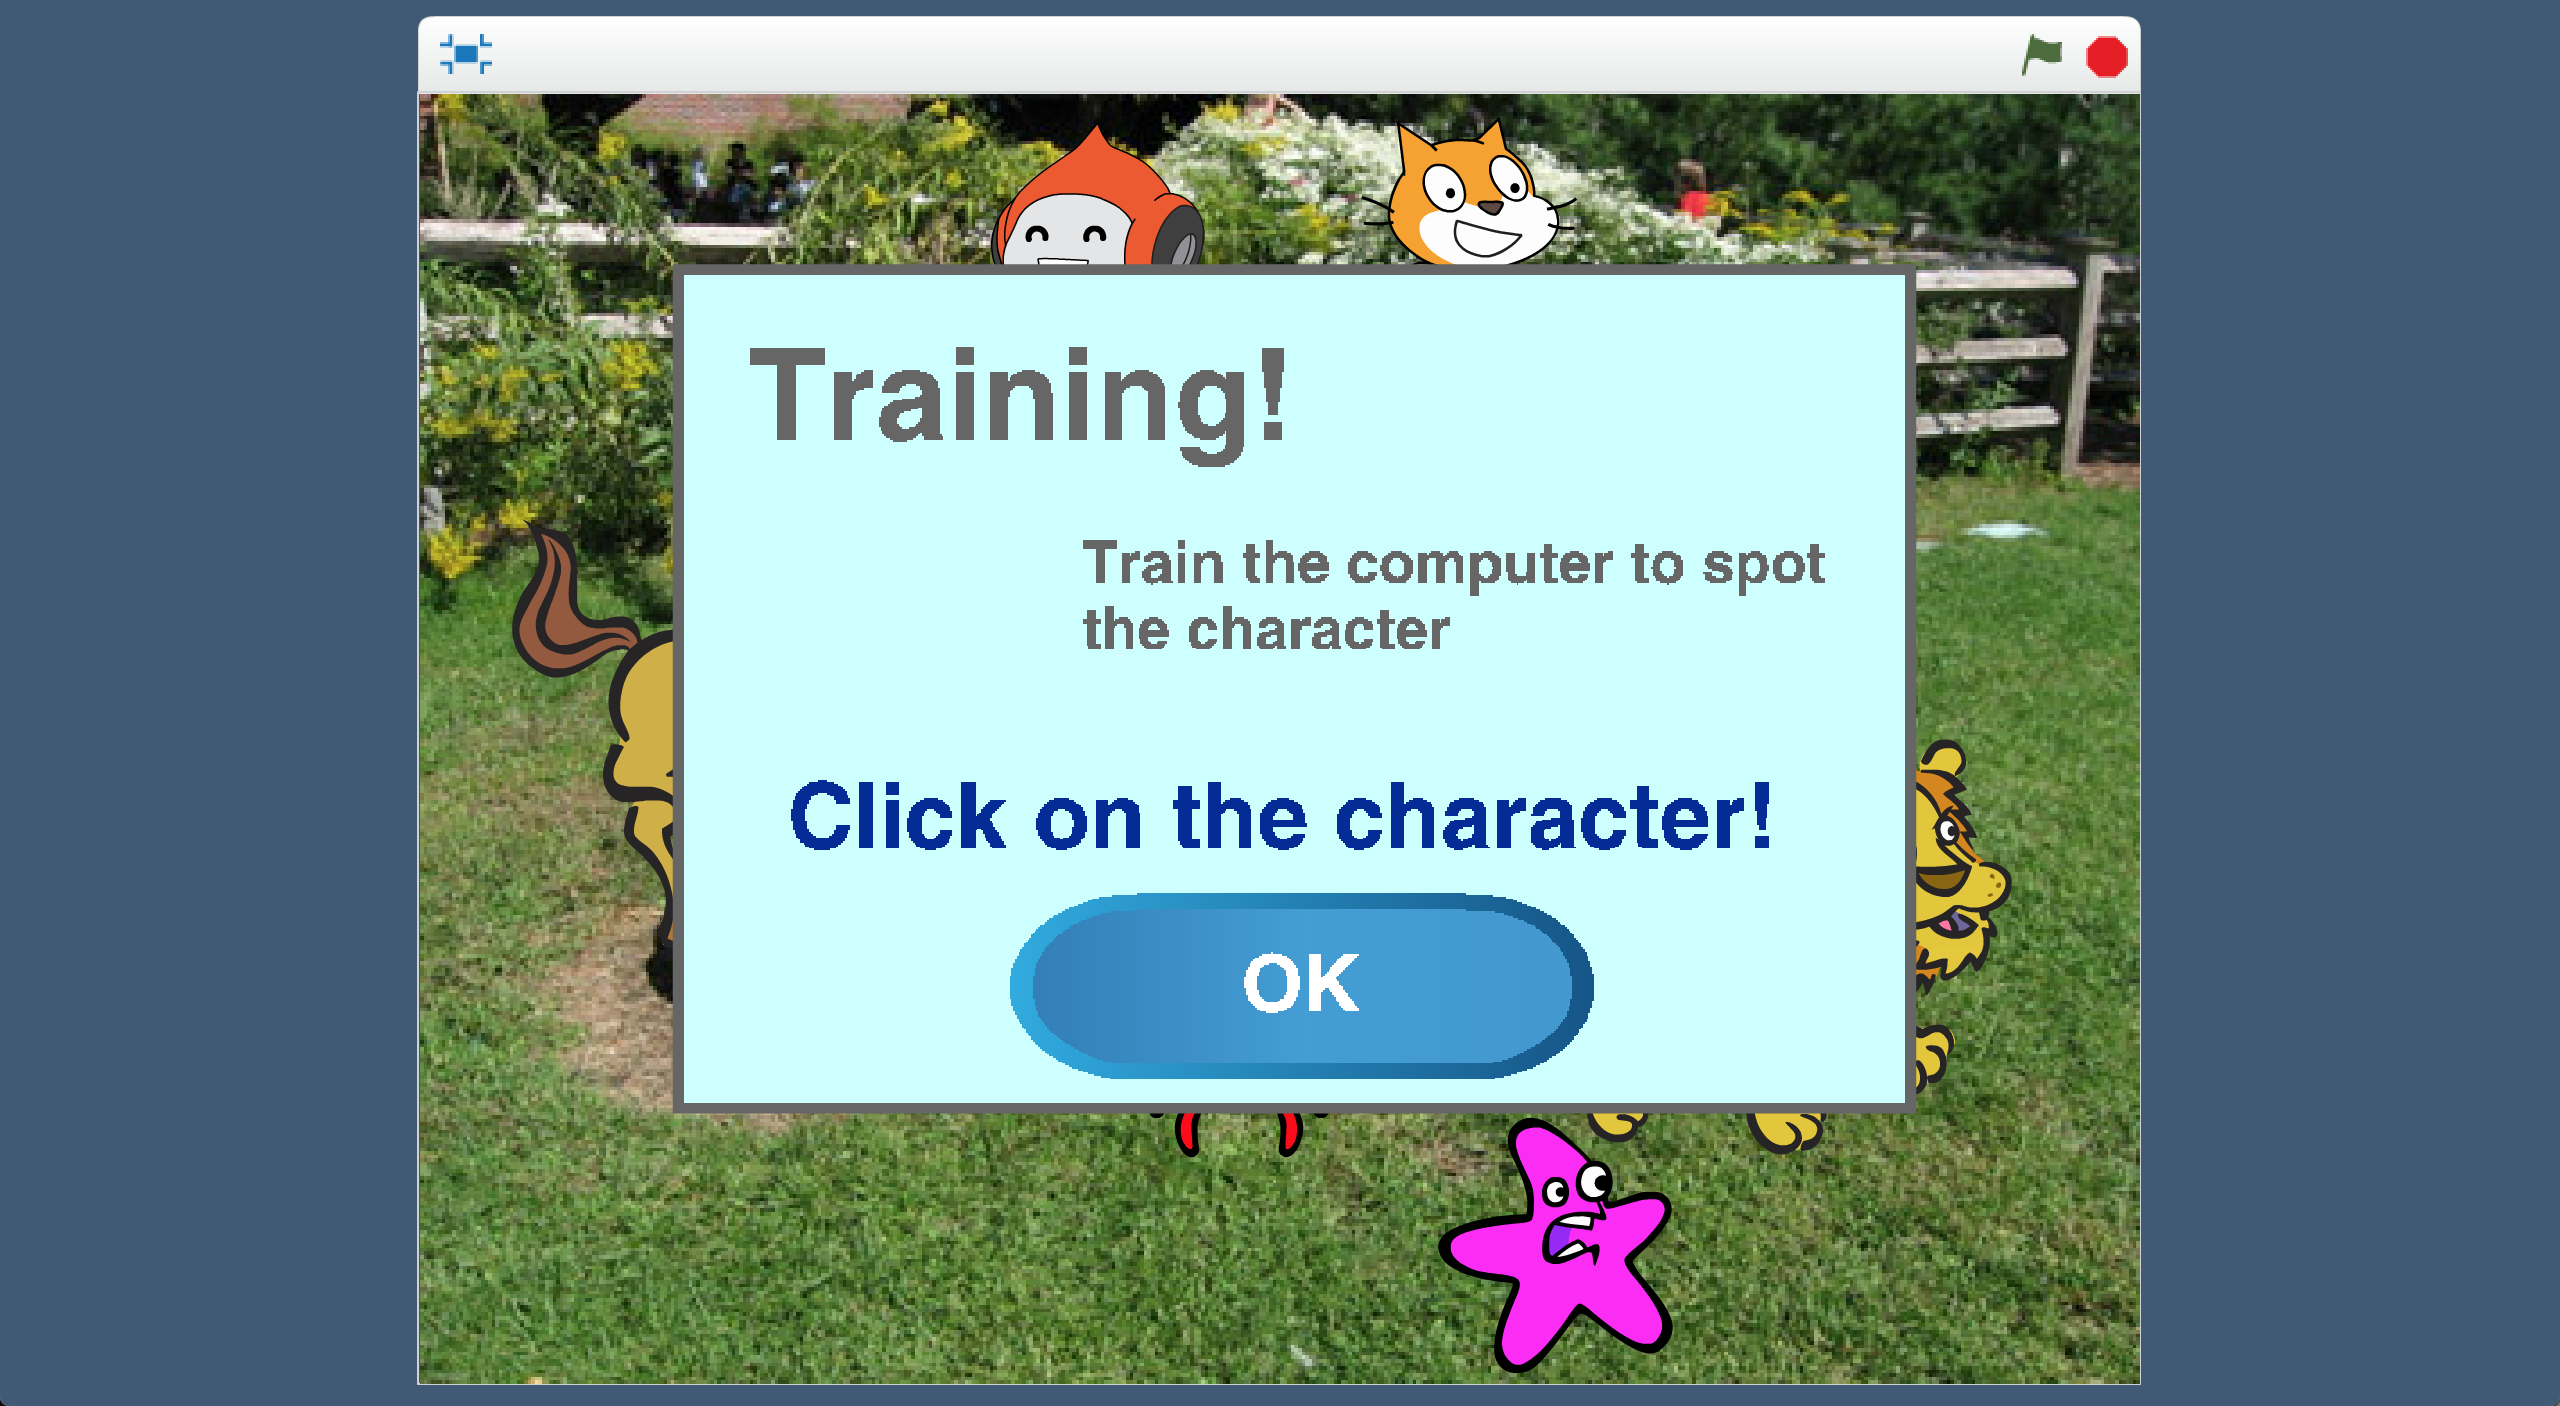 Training!
Train the computer to spot
the character
Click on the character!
OK